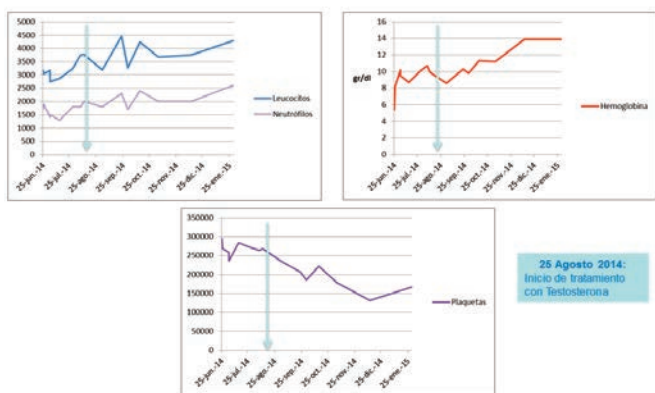 5000
4500
4000
3500
3000
2500
2000
1500
1000
500
0
25-jun.-14
25-jul.-14
25-ago.-14
25-sep.-14
25-oct.-14
25-nov.-14
25-dic.-14
25-ene.-15
Leucocitos
Neutrófilos
gr/dl
16
14
12
10
8
6
4
2
0
25-jun.-14
25-jul.-14
25-ago.-14
25-sep.-14
25-oct.-14
25-nov.-14
25-dic.-14
25-ene.-15
Hemoglobina
350000
300000
250000
200000
150000
100000
50000
0
25-jun.-14
25-jul.-14
25-ago.-14
25-sep.-14
25-oct.-14
25-nov.-14
25-dic.-14
25-ene.-15
Plaquetas
25 Agosto 2014:
Inicio de tratamiento
con Testosterona